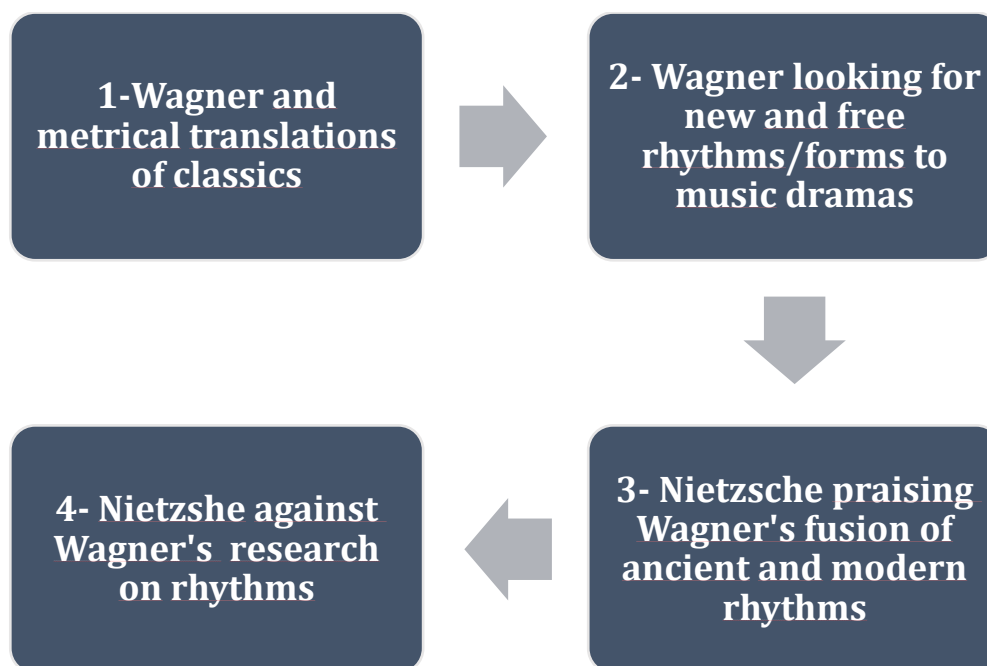 1-Wagner and
metrical translations
of classics
2- Wagner looking for
new and free
rhythms/forms to
music dramas
3- Nietzsche praising
Wagner's fusion of
ancient and modern
rhythms
4- Nietzshe against
Wagner's  research
on rhythms